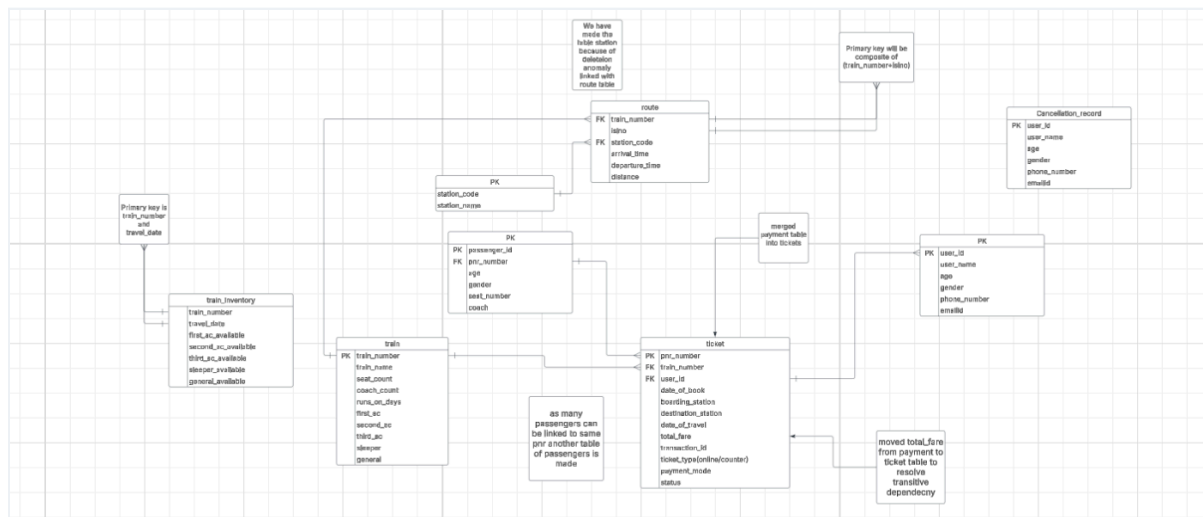 We have
made the
table station
because of
deletaion
anomaly
linked with
route table
Primary key will be
composite of
(train_number+islno)
route
FK train_number
islno
FK station_code
arrival_time
departure_time
distance
Cancellation_record
PK user_id
user_name
age
gender
phone_number
emailid
PK
station_code
station_name
Primary key is
train_number
and
travel_date
merged
payment table
into tickets
PK
PK passenger_id
FK pnr_number
age
gender
seat_number
coach
PK
PK user_id
user_name
age
gender
phone_number
emailid
train_inventory
train_number
travel_date
first_ac_available
second_ac_available
third_ac_available
sleeper_available
general_available
train
PK train_number
train_name
seat_count
coach_count
runs_on_days
first_ac
second_ac
third_ac
sleeper
general
ticket
PK pnr_number
FK train_number
FK user_id
date_of_book
boarding_station
destination_station
date_of_travel
total_fare
transaction_id
ticket_type(online/counter)
payment_mode
status
as many
passengers can
be linked to same
pnr another table
of passengers is
made
moved total_fare
from payment to
ticket table to
resolve
transitive
dependecny